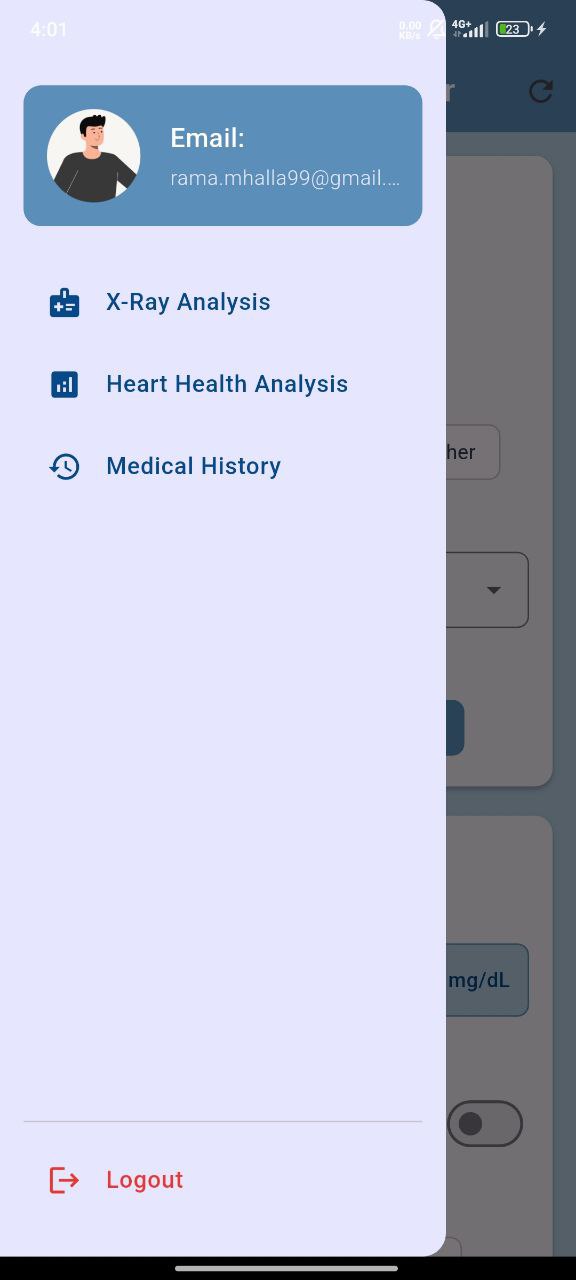 4:01
0.00
KB/s
4G+
23
r
Email:
rama.mhalla99@gmail....
X-Ray Analysis
Heart Health Analysis
Medical History
her
mg/dL
Logout